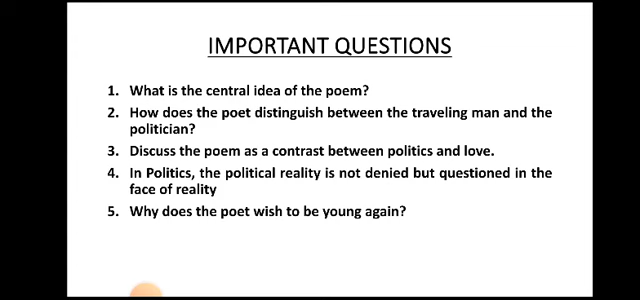 IMPORTANT QUESTIONS
1. What is the central idea of the poem?
2. How does the poet distinguish between the traveling man and the
politician?
3. Discuss the poem as a contrast between politics and love.
4. In Politics, the political reality is not denied but questioned in the
face of reality
5. Why does the poet wish to be young again?